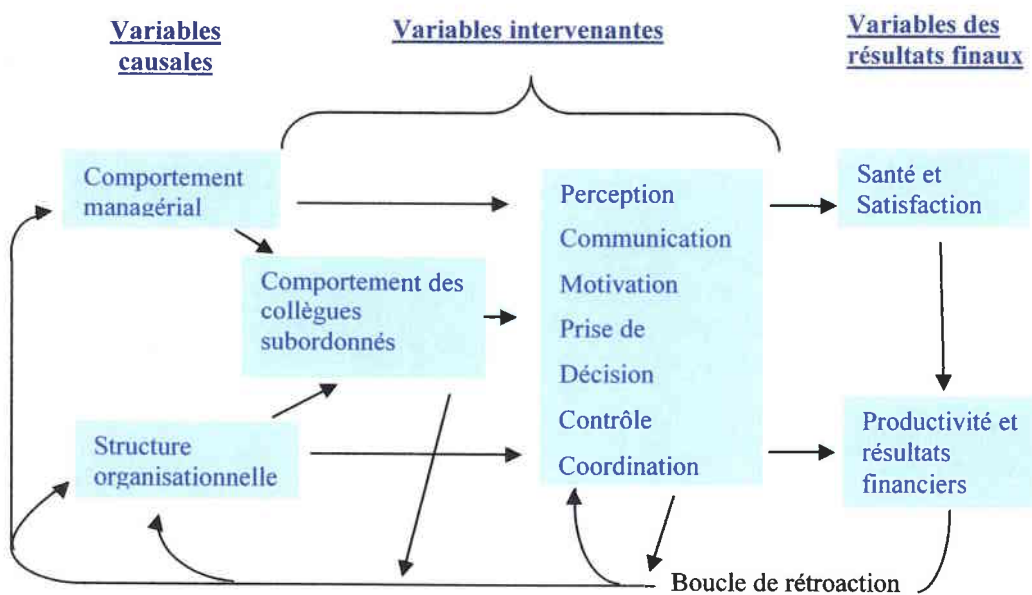 Variables
causales
Variables intervenantes
Variables des
résultats finaux
Comportement
managérial
Comportement des
collègues
subordonnés
Structure
organisationnelle
Perception
Communication
Motivation
Prise de
Décision
Contrôle
Coordination
Santé et
Satisfaction
Productivité et
résultats
financiers
Boucle de rétroaction